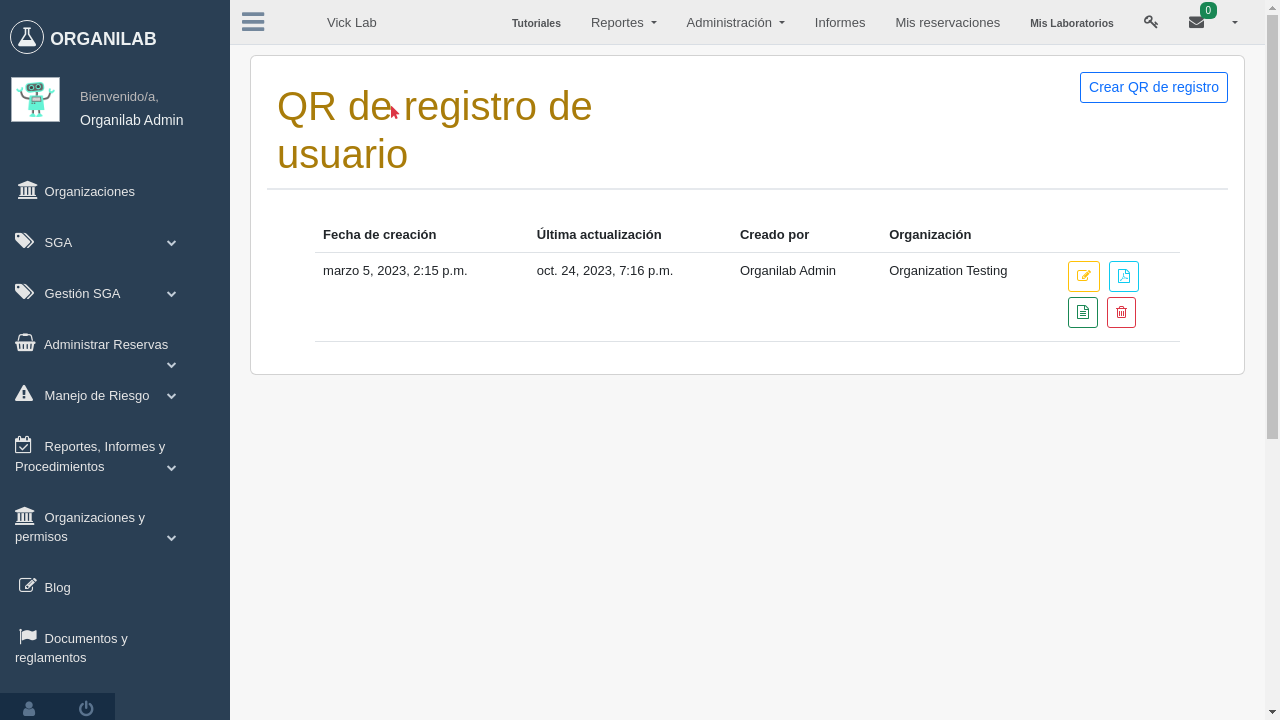 ORGANILAB
Bienvenido/a,
Organilab Admin
Organizaciones
SGA
Gestión SGA
Administrar Reservas
Manejo de Riesgo
Reportes, Informes y
Procedimientos
Organizaciones y
permisos
Blog
Documentos y
reglamentos
Vick Lab
Tutoriales
Reportes
Administración
Informes
Mis reservaciones
Mis Laboratorios
0
QR de registro de
usuario
Crear QR de registro
Fecha de creación Última actualización Creado por Organización
marzo 5, 2023, 2:15 p.m. oct. 24, 2023, 7:16 p.m. Organilab Admin Organization Testing